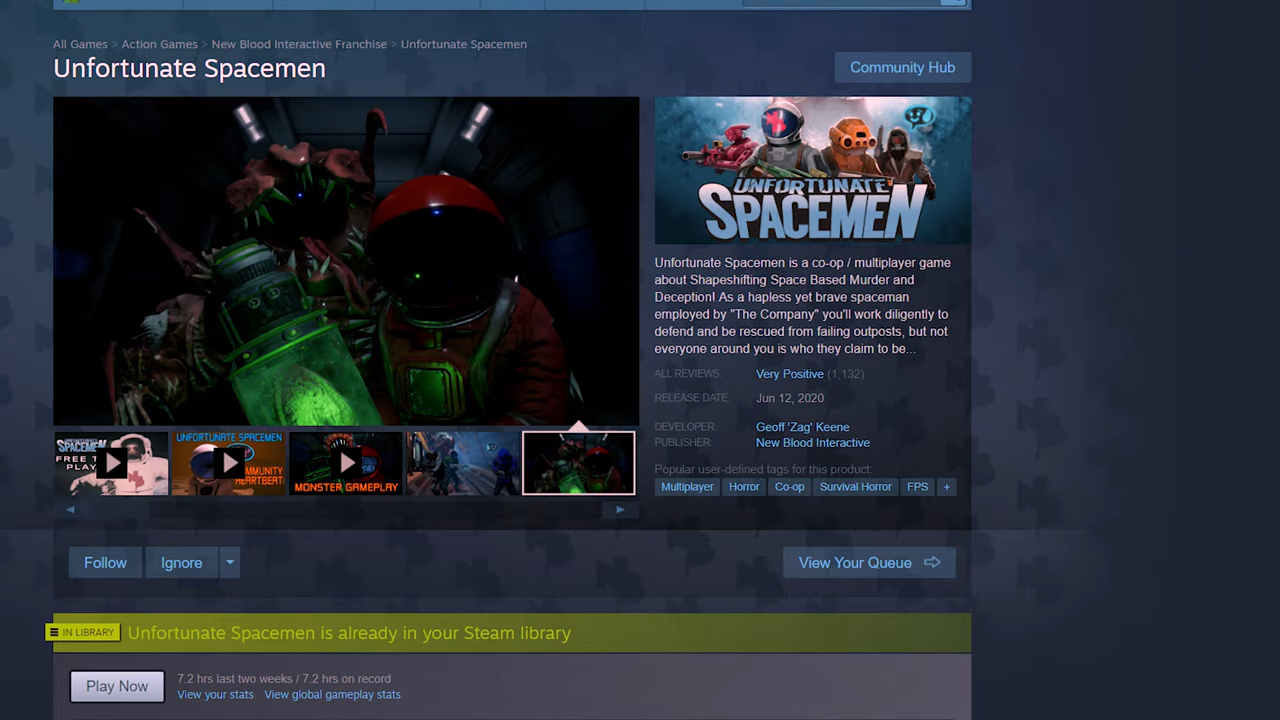 All Games > Action Games > New Blood Interactive Franchise > Unfortunate Spacemen
Unfortunate Spacemen
Community Hub
UNFORTUNATE
SPACEMEN
Unfortunate Spacemen is a co-op / multiplayer game
about Shapeshifting Space Based Murder and
Deception! As a hapless yet brave spaceman
employed by "The Company" you'll work diligently to
defend and be rescued from failing outposts, but not
everyone around you is who they claim to be...
ALL REVIEWS: Very Positive (1,132)
RELEASE DATE: Jun 12, 2020
DEVELOPER: Geoff 'Zag' Keene
PUBLISHER: New Blood Interactive
Popular user-defined tags for this product:
Multiplayer Horror Co-op Survival Horror FPS +
SPACEMEN
FREE T
PLAY
UNFORTUNATE SPACEMEN
MUNITY
HEARTBEAT
MONSTER GAMEPLAY
Follow Ignore
View Your Queue
IN LIBRARY
Unfortunate Spacemen is already in your Steam library
Play Now
7.2 hrs last two weeks / 7.2 hrs on record
View your stats View global gameplay stats